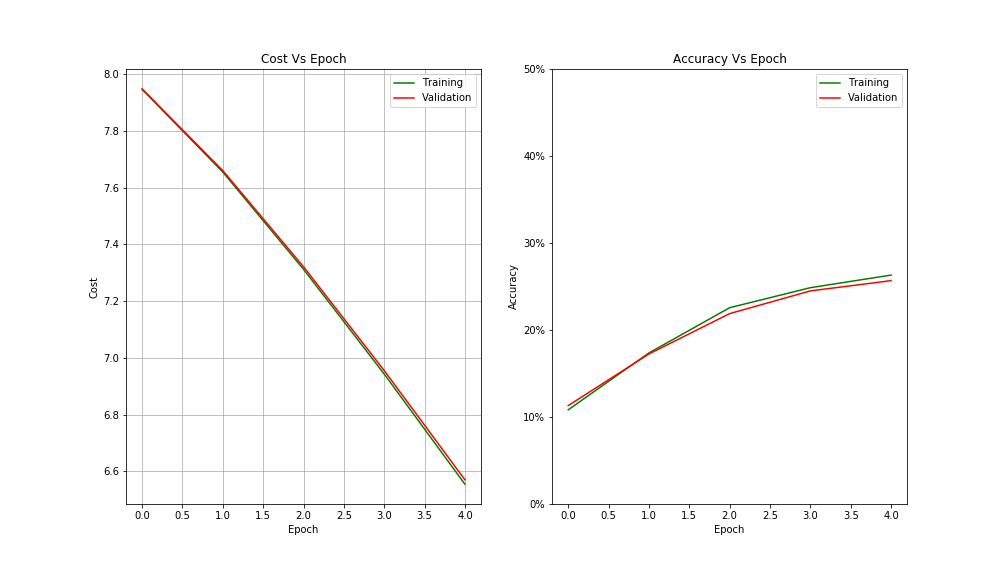 Cost Vs Epoch
8.0
7.8
7.6
7.4
7.2
7.0
6.8
6.6
Cost
Training
Validation
0.0 0.5 1.0 1.5 2.0 2.5 3.0 3.5 4.0
Epoch
Accuracy Vs Epoch
50%
40%
30%
20%
10%
0%
Accuracy
Training
Validation
0.0 0.5 1.0 1.5 2.0 2.5 3.0 3.5 4.0
Epoch